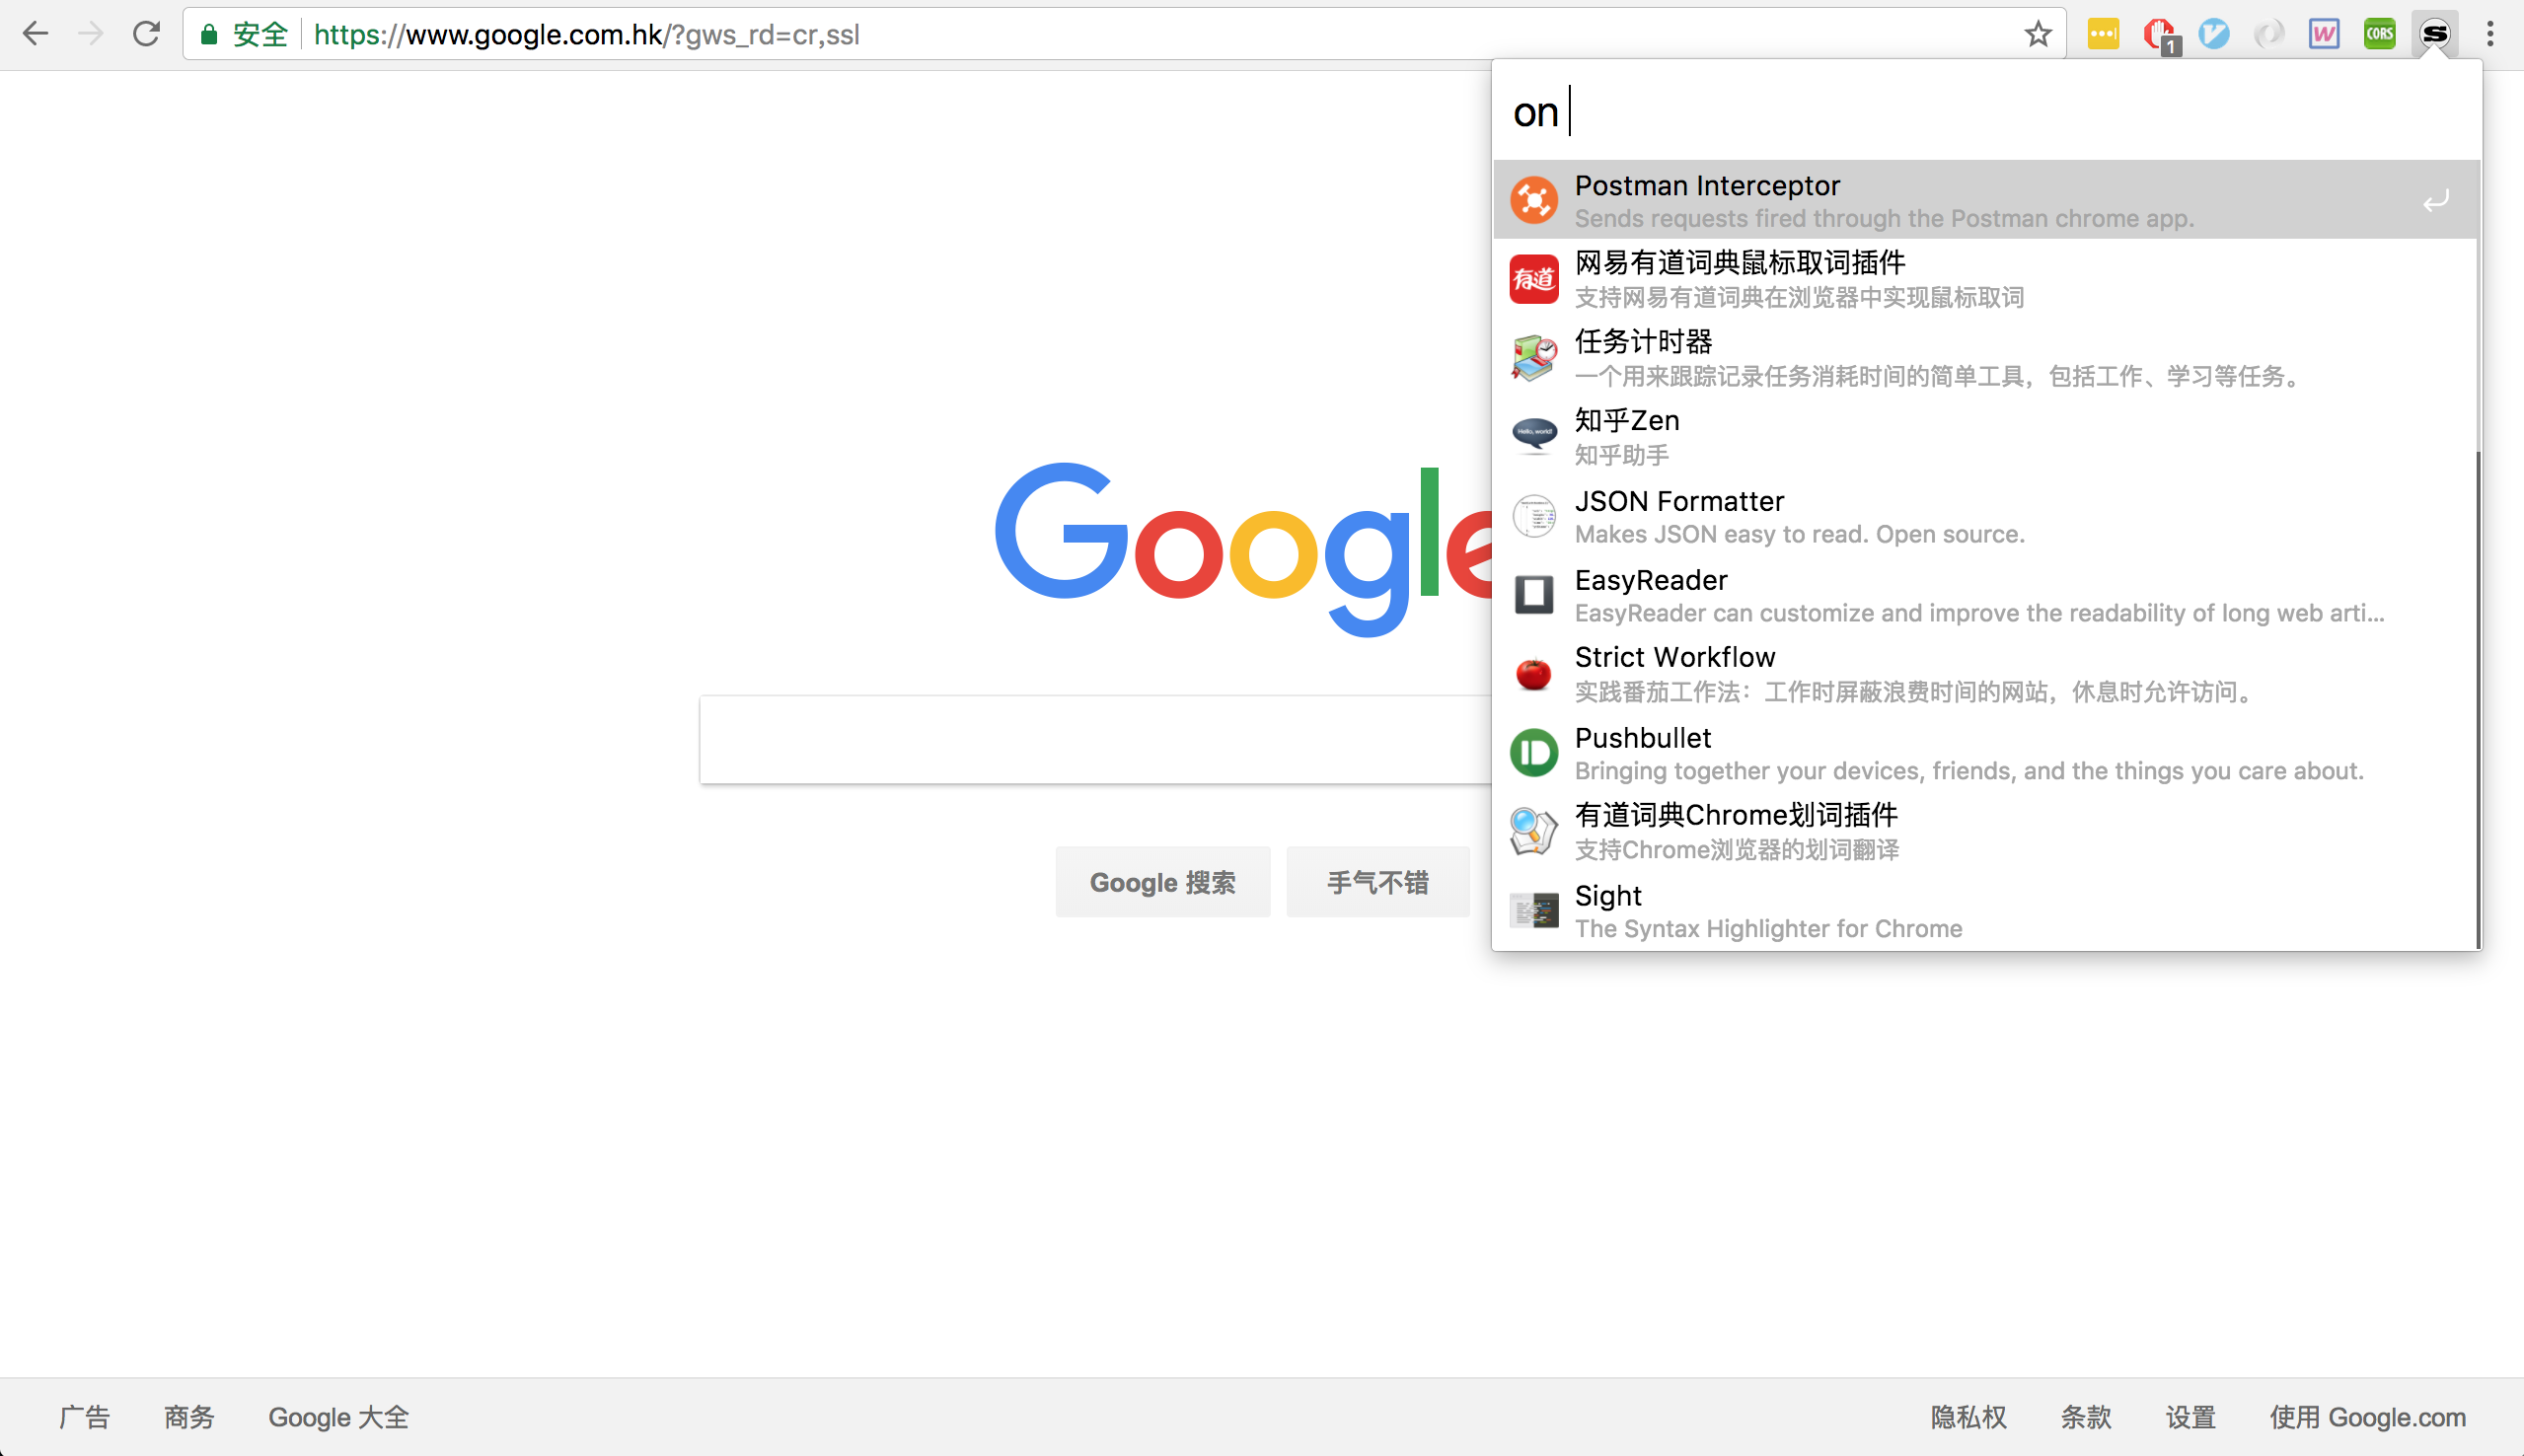 安全 https://www.google.com.hk/?gws_rd=cr,ssl
1
CORS
on
Postman Interceptor
Sends requests fired through the Postman chrome app.
有道
网易有道词典鼠标取词插件
支持网易有道词典在浏览器中实现鼠标取词
任务计时器
一个用来跟踪记录任务消耗时间的简单工具，包括工作、学习等任务。
Hello, world!
知乎Zen
知乎助手
JSON Formatter
Makes JSON easy to read. Open source.
EasyReader
EasyReader can customize and improve the readability of long web arti...
Strict Workflow
实践番茄工作法：工作时屏蔽浪费时间的网站，休息时允许访问。
Pushbullet
Bringing together your devices, friends, and the things you care about.
有道词典Chrome划词插件
支持Chrome浏览器的划词翻译
Sight
The Syntax Highlighter for Chrome
Google
Google 搜索 手气不错
广告 商务 Google 大全 隐私权 条款 设置 使用 Google.com